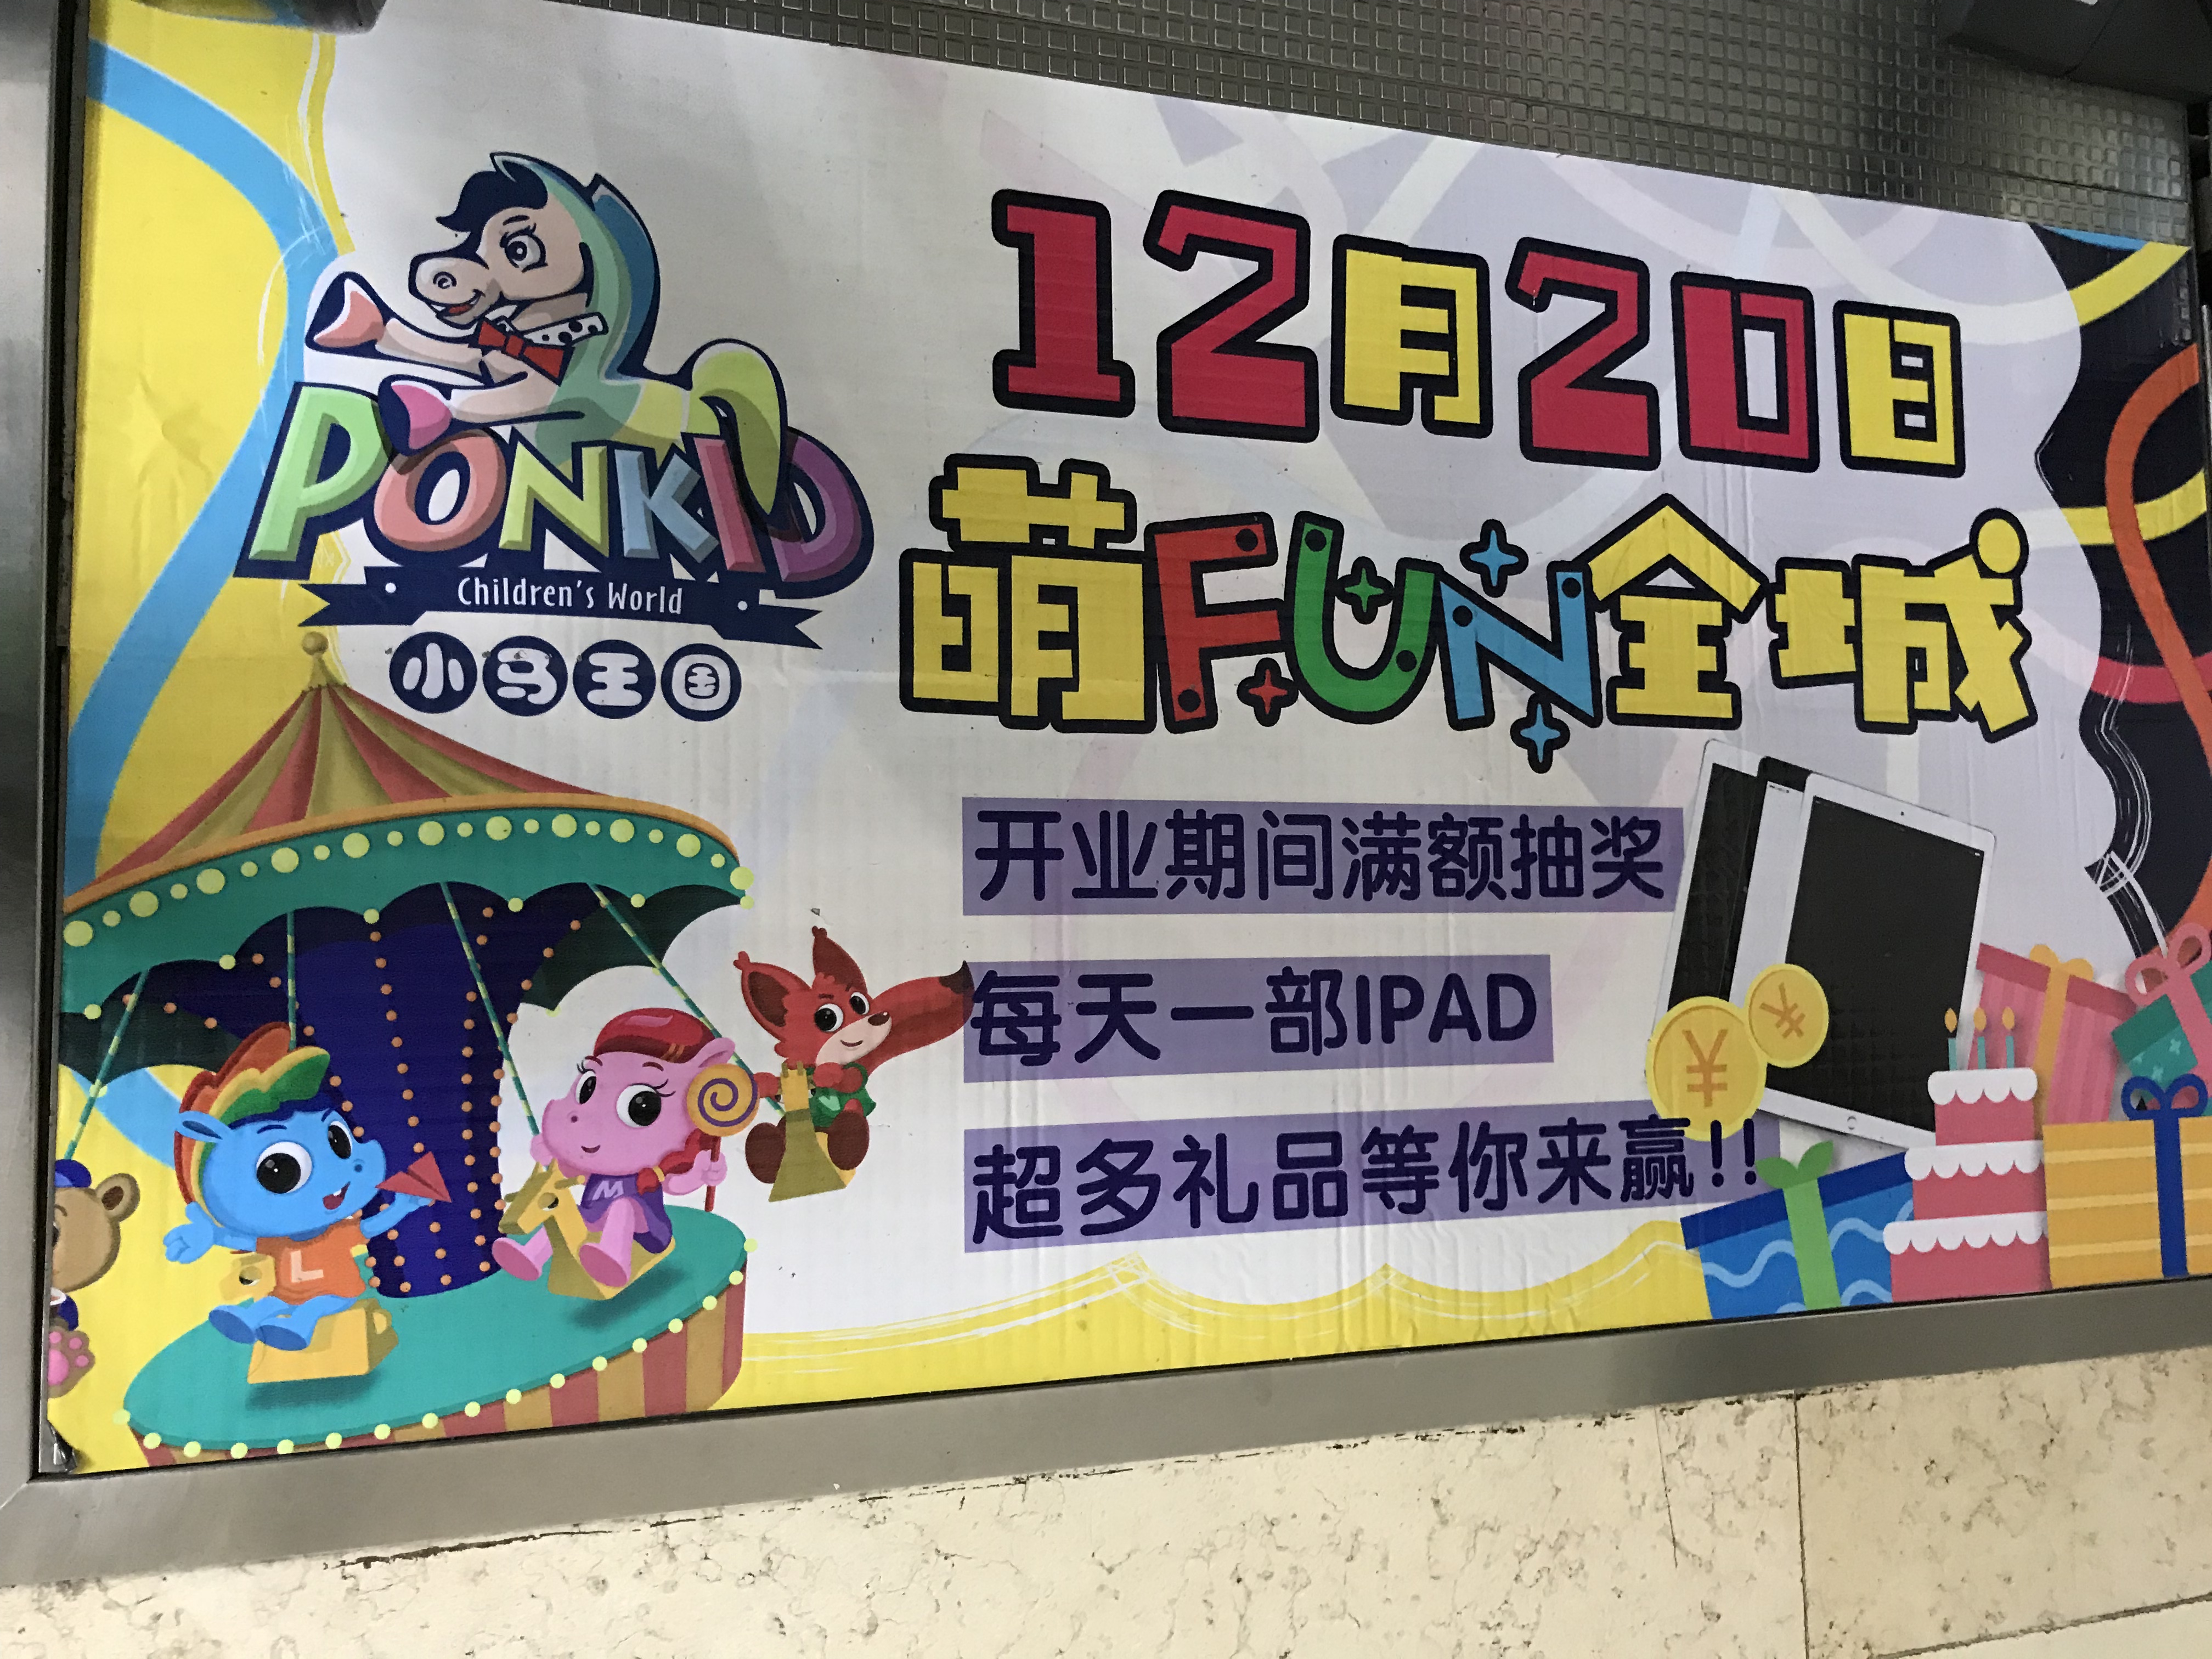 PONKID
Children's World
小马王国
12月20日
萌FUN全城
开业期间满额抽奖
每天一部IPAD
超多礼品等你来赢!!
¥
¥
L
M